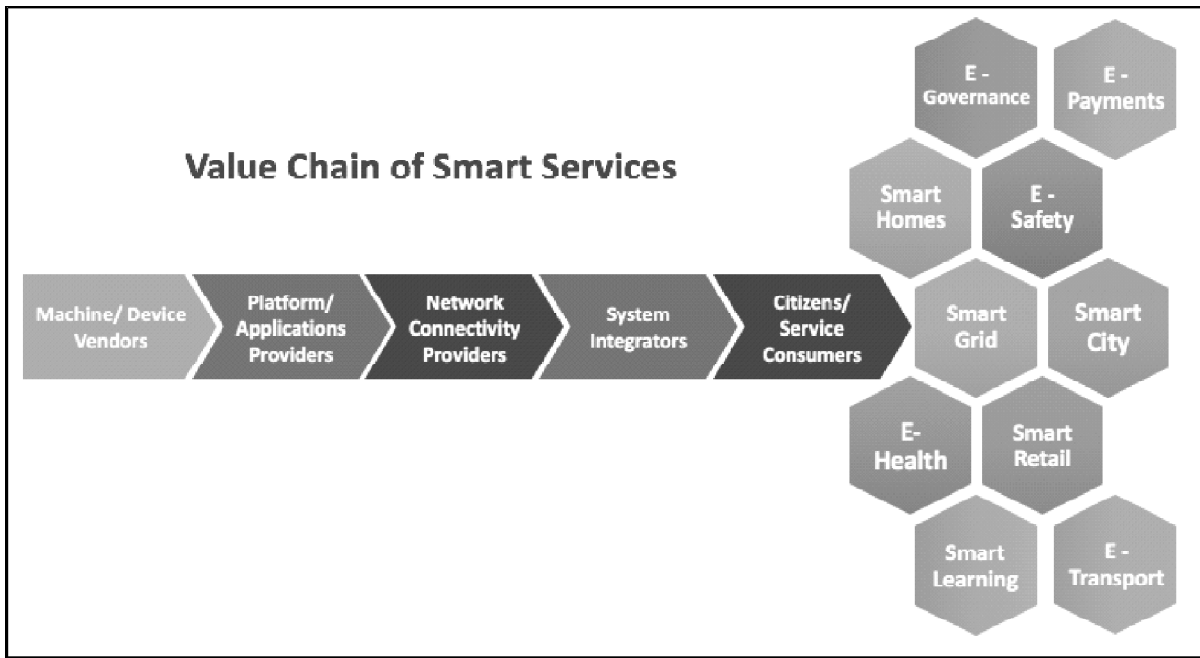 Value Chain of Smart Services
Machine/ Device
Vendors
Platform/
Applications
Providers
Network
Connectivity
Providers
System
Integrators
Citizens/
Service
Consumers
E -
Governance
E -
Payments
Smart
Homes
E -
Safety
Smart
Grid
Smart
City
E-
Health
Smart
Retail
Smart
Learning
E -
Transport